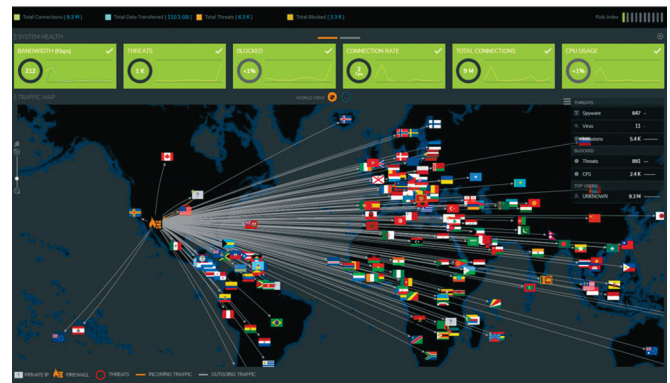 Total Connections ( 9.3 M )
Total Data Transferred ( 110.1 GB )
Total Threats ( 6.3 K )
Total Blocked ( 3.3 K )
Risk Index
SYSTEM HEALTH
BANDWIDTH (Kbps)
212
THREATS
1 K
BLOCKED
<1%
CONNECTION RATE
2
TOTAL CONNECTIONS
9 M
CPU USAGE
<1%
TRAFFIC MAP
WORLD VIEW
THREATS
Spyware 847
Virus 11
5.4 K
BLOCKED
Threats 891
CFS 2.4 K
TOP USERS
UNKNOWN 9.3 M
? PRIVATE IP
FIREWALL
THREATS
INCOMING TRAFFIC
OUTGOING TRAFFIC